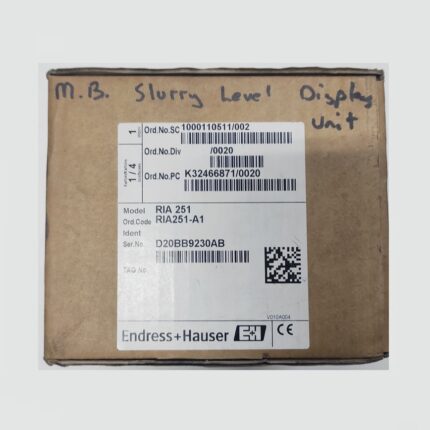 M.B. Slurry Level Display
Unit
1
Ord.No.SC 1000110511/002
Ord.No.Div /0020
1 / 4
Ord.No.PC K32466871/0020
Model RIA 251
Ord.Code RIA251-A1
Ident
Ser.No. D20BB9230AB
TAG No.
V010A004
Endress+Hauser E+H CE